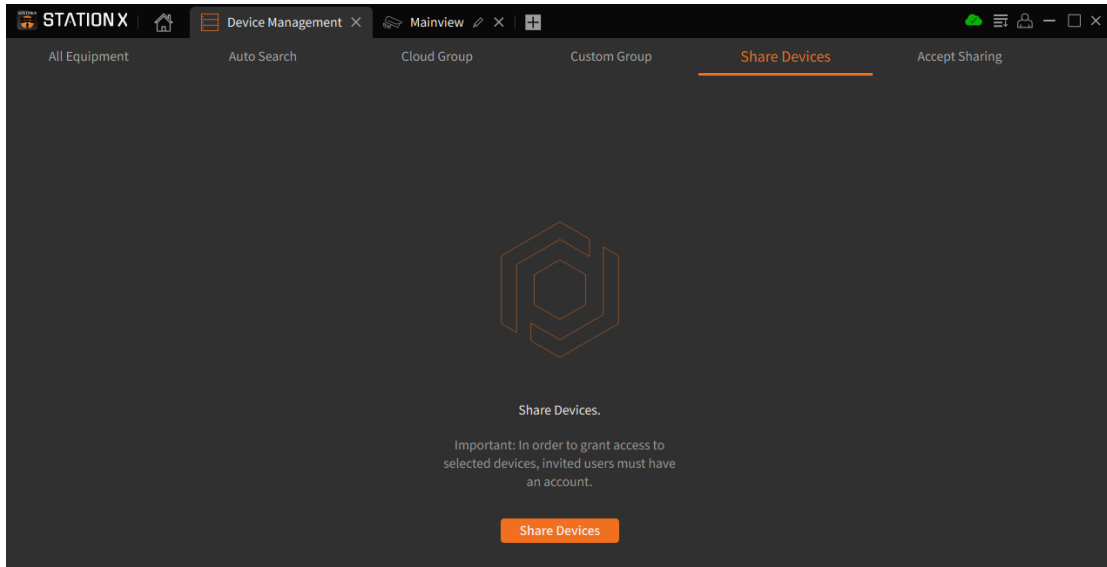 STATION X
Device Management
Mainview
All Equipment
Auto Search
Cloud Group
Custom Group
Share Devices
Accept Sharing
Share Devices.
Important: In order to grant access to
selected devices, invited users must have
an account.
Share Devices